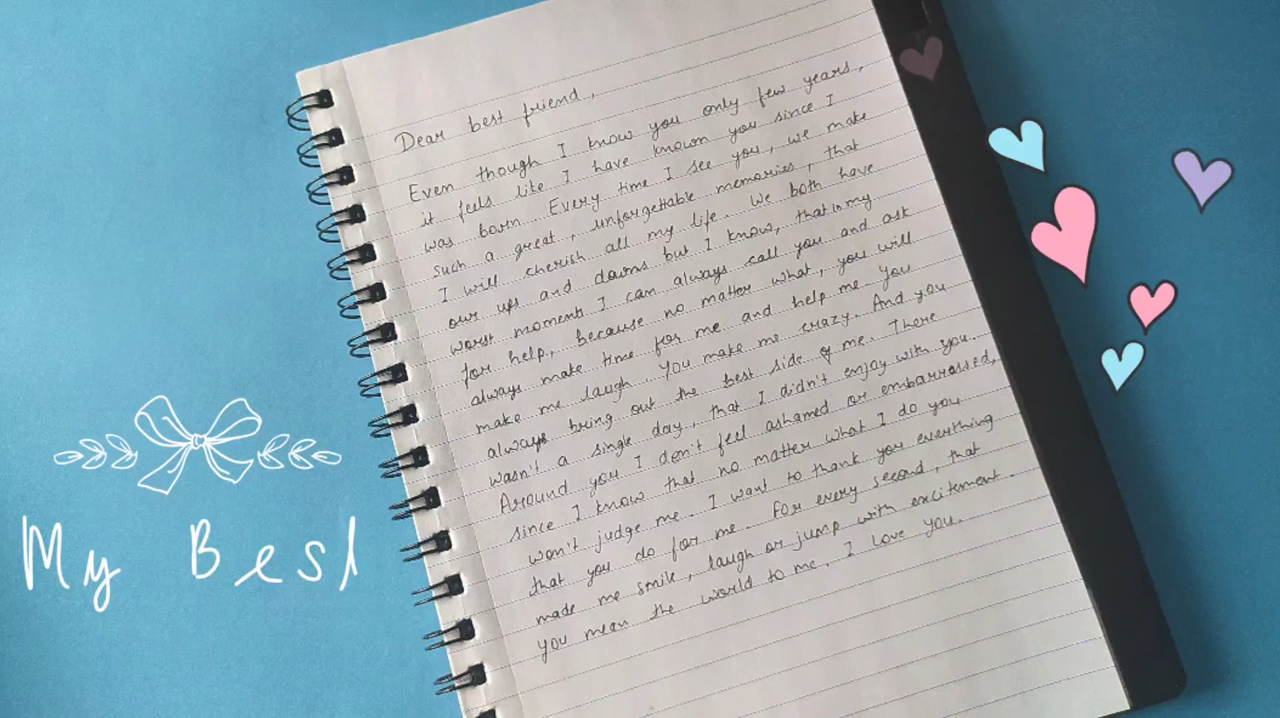 Dear best friend,
Even though I know you only few years,
it feels like I have known you since I
was born. Every time I see you, we make
such a great, unforgettable memories, that
I will cherish all my life. We both have
our ups and downs but I know, that in my
worst moments I can always call you and ask
for help, because no matter what, you will
always make time for me and help me. You
make me laugh. You make me crazy. And you
always bring out the best side of me. There
wasn't a single day, that I didn't enjoy with you.
Around you I don't feel ashamed or embarrassed,
since I know that no matter what I do you
won't judge me. I want to thank you everthing
that you do for me. For every second, that
made me smile, laugh or jump with excitement.
you mean the world to me. I love you.
My Besl